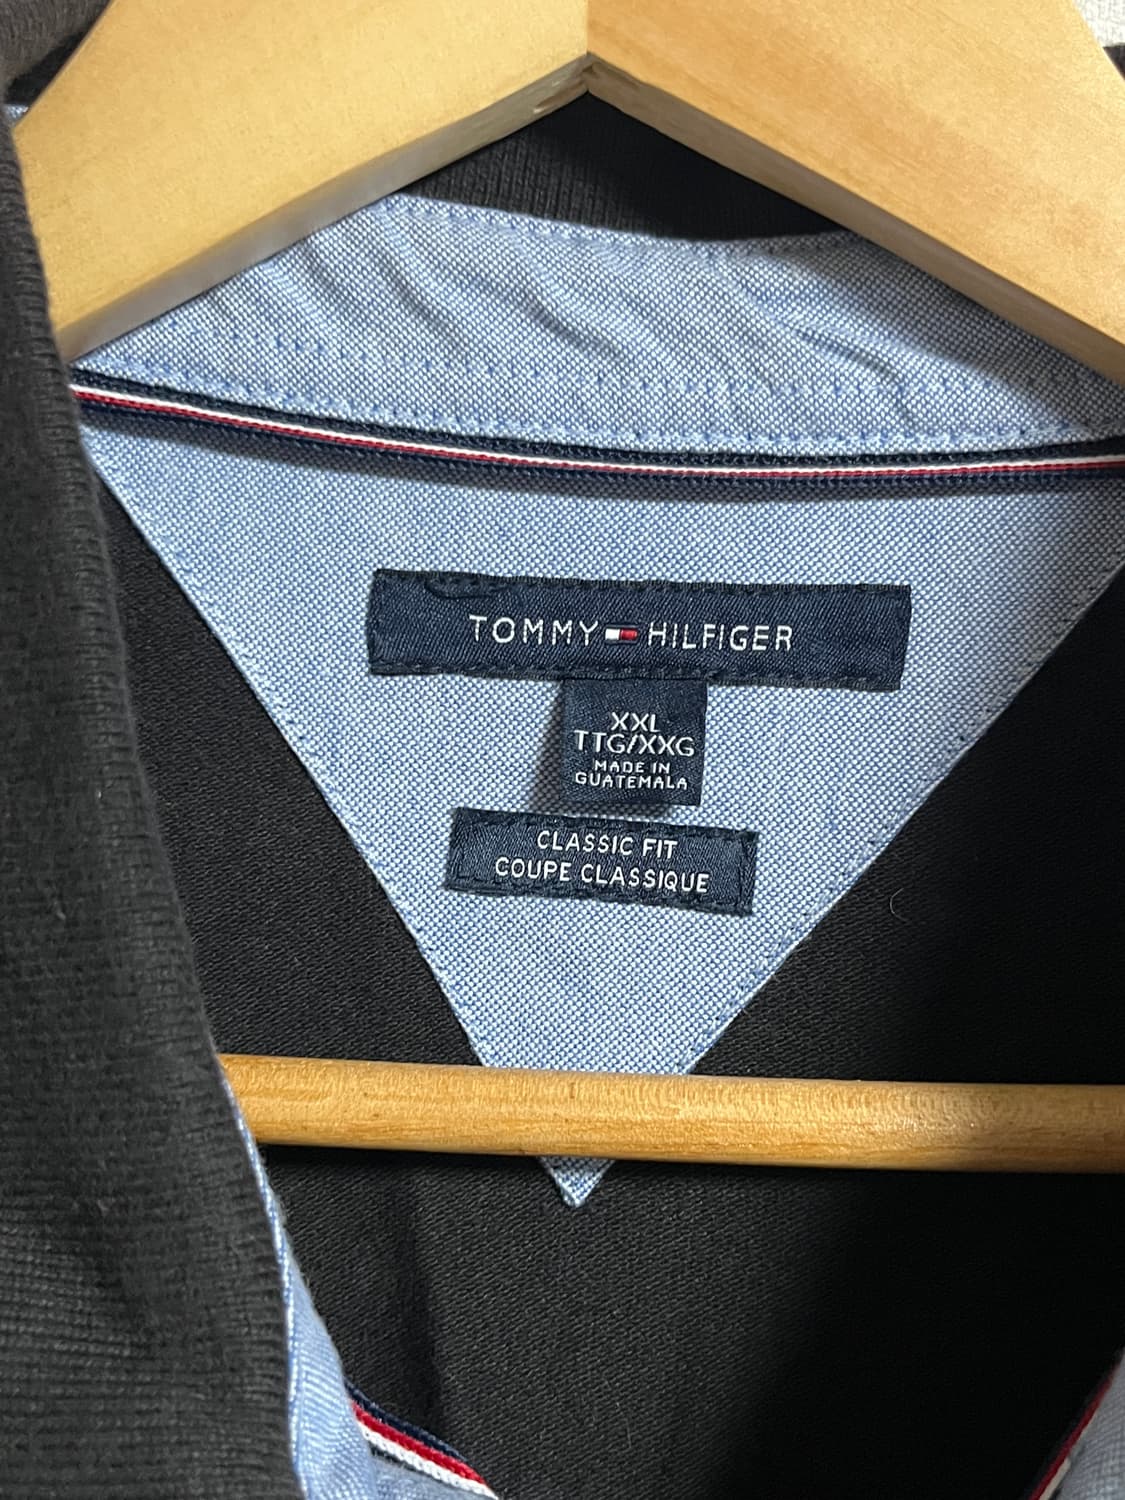 TOMMY HILFIGER
XXL
TTG/XXG
MADE IN
GUATEMALA
CLASSIC FIT
COUPE CLASSIQUE